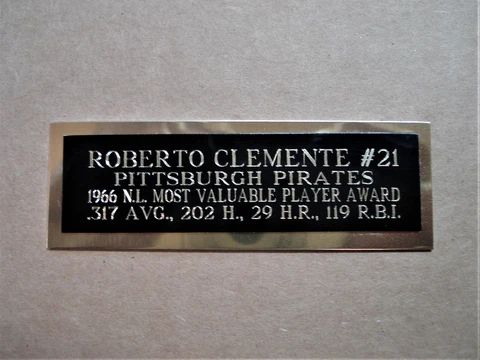 ROBERTO CLEMENTE #21
PITTSBURGH PIRATES
1966 N.L. MOST VALUABLE PLAYER AWARD
.317 AVG., 202 H., 29 H.R., 119 R.B.I.